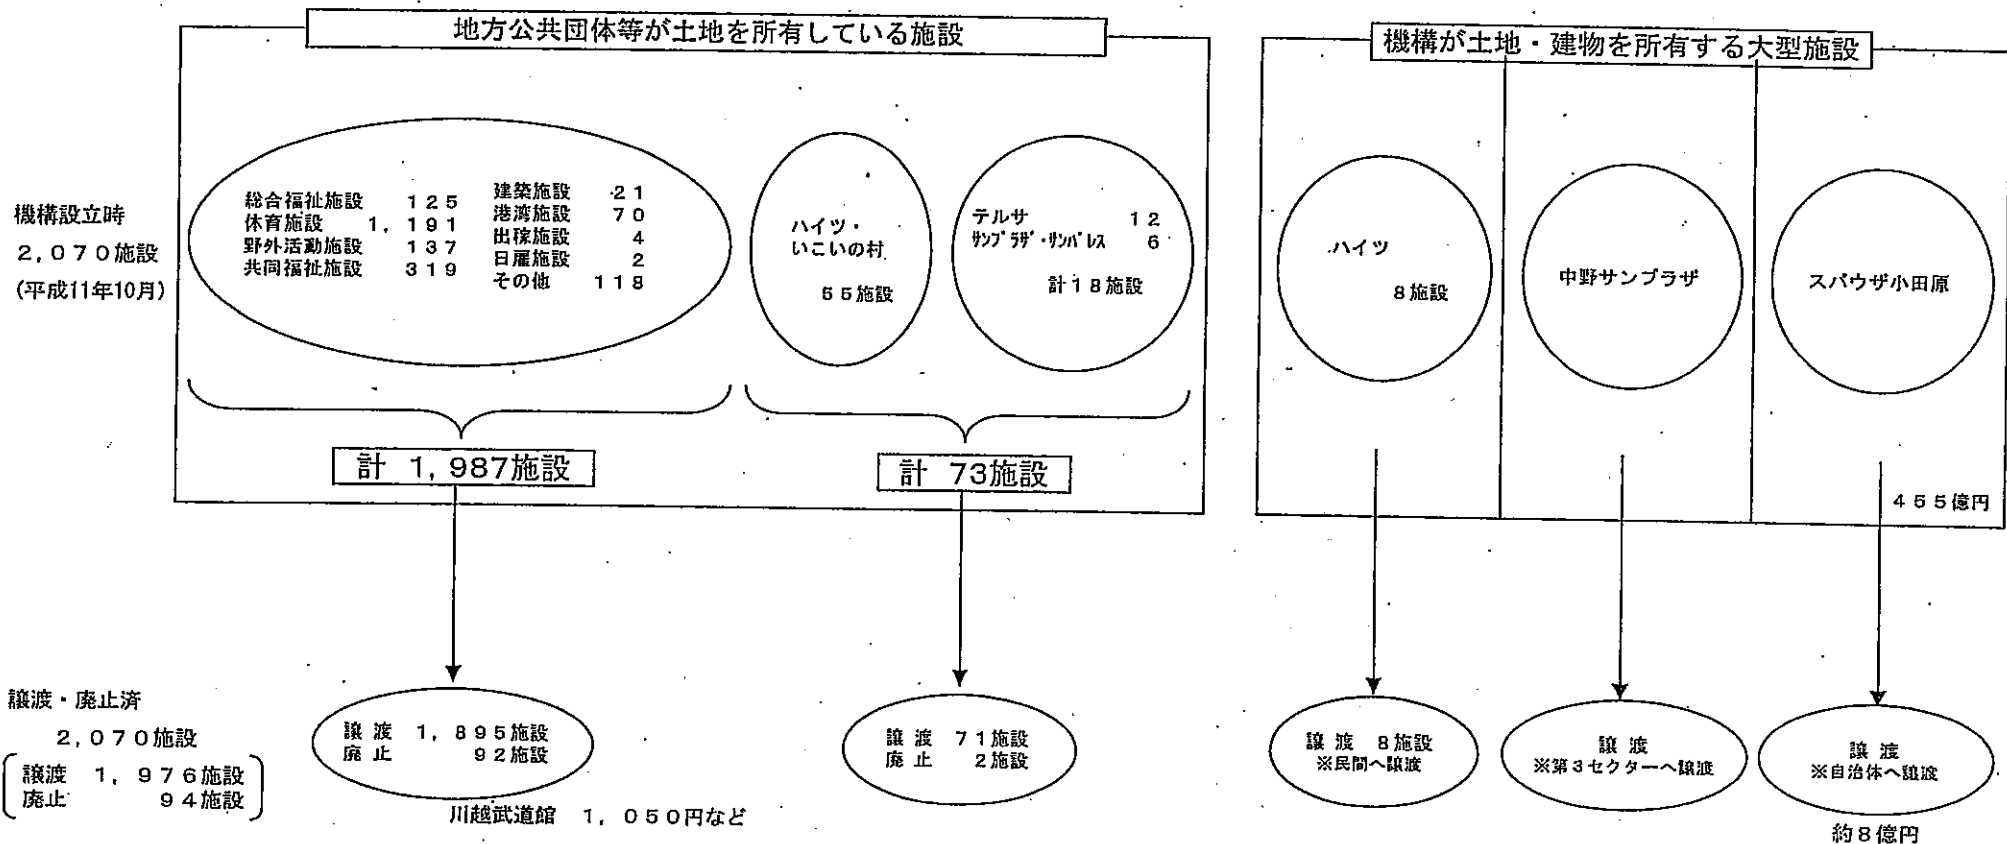 地方公共団体等が土地を所有している施設
機構が土地・建物を所有する大型施設
機構設立時
2,070施設
(平成11年10月)
総合福祉施設 125
体育施設 1,191
野外活動施設 137
共同福祉施設 319
建築施設 21
港湾施設 70
出稼施設 4
日雇施設 2
その他 118
ハイツ・
いこいの村
55施設
テルサ 12
サンプラザ・サンパレス 6
計18施設
ハイツ
8施設
中野サンプラザ
スパウザ小田原
計 1,987施設
計 73施設
455億円
譲渡・廃止済
2,070施設
譲渡 1,976施設
廃止 94施設
譲渡 1,895施設
廃止 92施設
川越武道館 1,050円など
譲渡 71施設
廃止 2施設
譲渡 8施設
※民間へ譲渡
譲渡
※第3セクターへ譲渡
譲渡
※自治体へ譲渡
約8億円